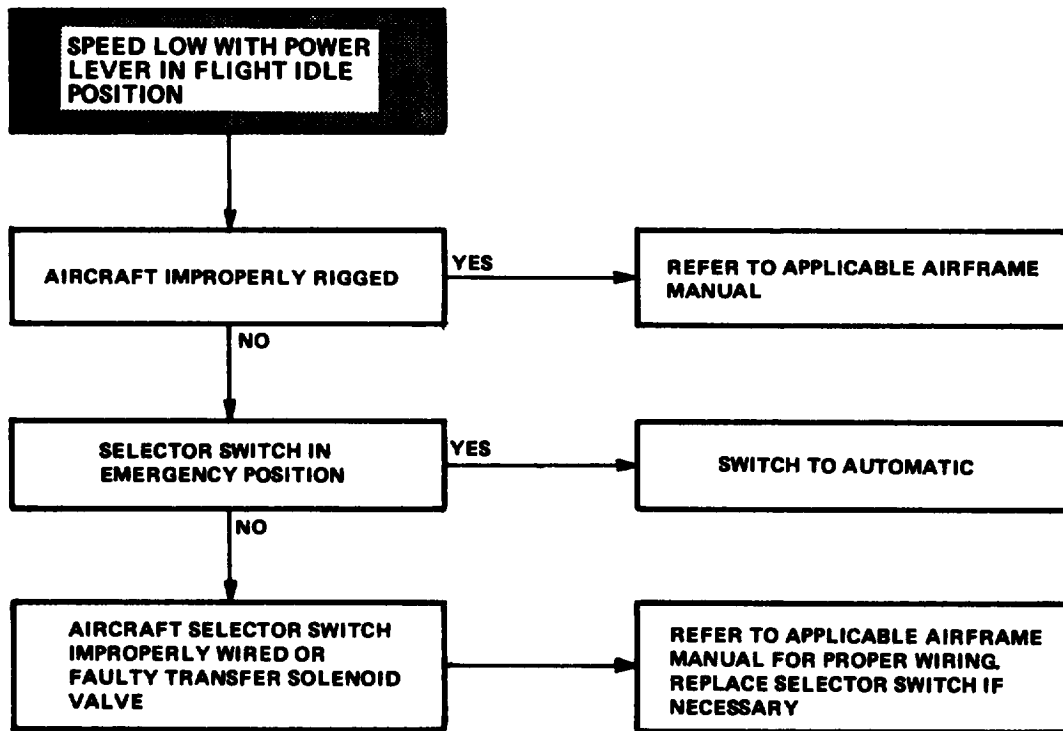 SPEED LOW WITH POWER
LEVER IN FLIGHT IDLE
POSITION
AIRCRAFT IMPROPERLY RIGGED
YES
REFER TO APPLICABLE AIRFRAME
MANUAL
NO
SELECTOR SWITCH IN
EMERGENCY POSITION
YES
SWITCH TO AUTOMATIC
NO
AIRCRAFT SELECTOR SWITCH
IMPROPERLY WIRED OR
FAULTY TRANSFER SOLENOID
VALVE
REFER TO APPLICABLE AIRFRAME
MANUAL FOR PROPER WIRING.
REPLACE SELECTOR SWITCH IF
NECESSARY